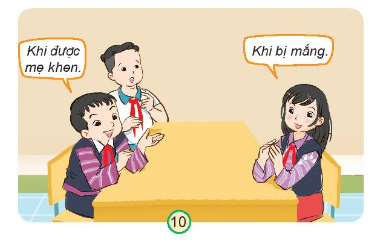 Khi được
mẹ khen.
Khi bị mắng.
10